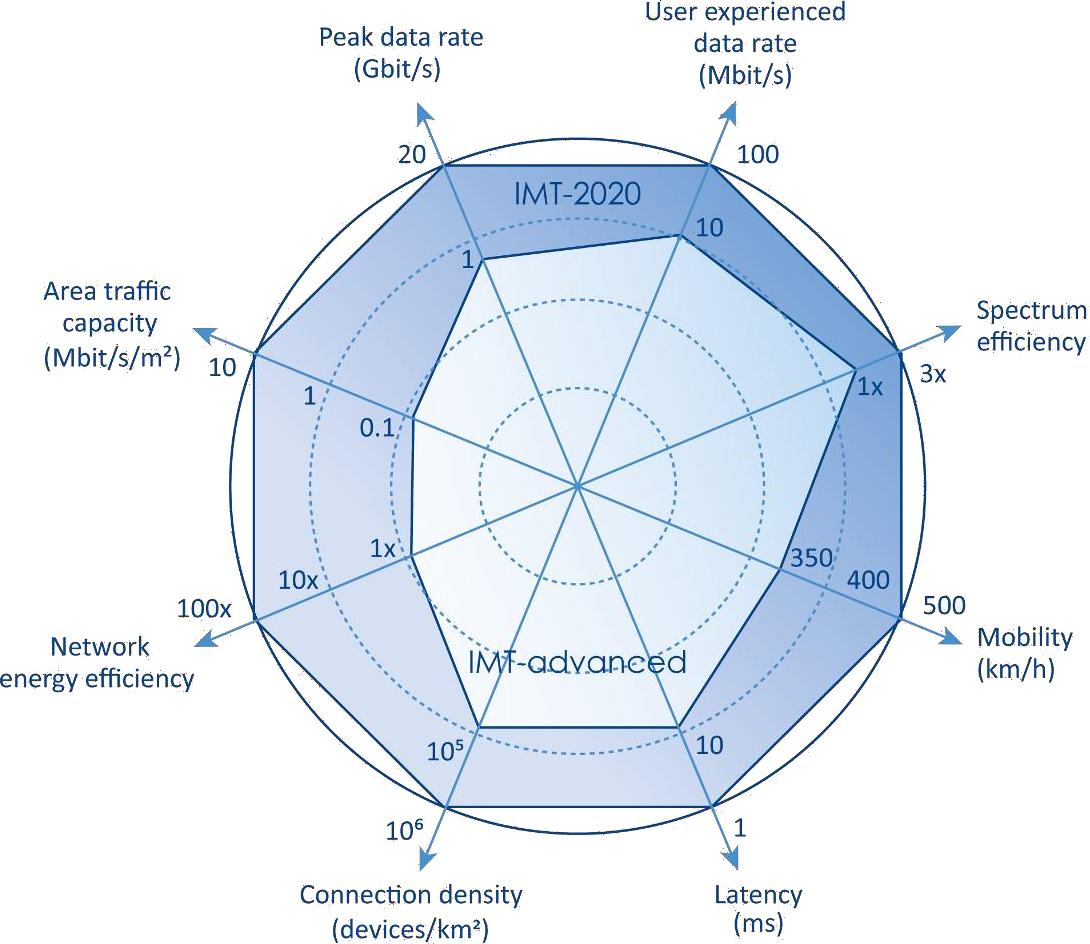 User experienced
data rate
(Mbit/s)
Peak data rate
(Gbit/s)
20
100
IMT-2020
10
1
Area traffic
capacity
(Mbit/s/m²)
10
1
0.1
Spectrum
efficiency
3x
1x
1x
10x
100x
350
400
500
Network
energy efficiency
Mobility
(km/h)
IMT-advanced
10⁵
10
10⁶
1
Connection density
(devices/km²)
Latency
(ms)